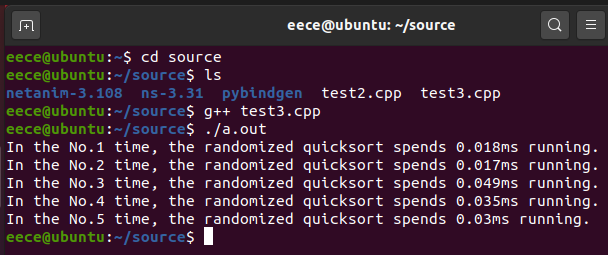 eece@ubuntu: ~/source
eece@ubuntu:~$ cd source
eece@ubuntu:~/source$ ls
netanim-3.108 ns-3.31 pybindgen test2.cpp test3.cpp
eece@ubuntu:~/source$ g++ test3.cpp
eece@ubuntu:~/source$ ./a.out
In the No.1 time, the randomized quicksort spends 0.018ms running.
In the No.2 time, the randomized quicksort spends 0.017ms running.
In the No.3 time, the randomized quicksort spends 0.049ms running.
In the No.4 time, the randomized quicksort spends 0.035ms running.
In the No.5 time, the randomized quicksort spends 0.03ms running.
eece@ubuntu:~/source$